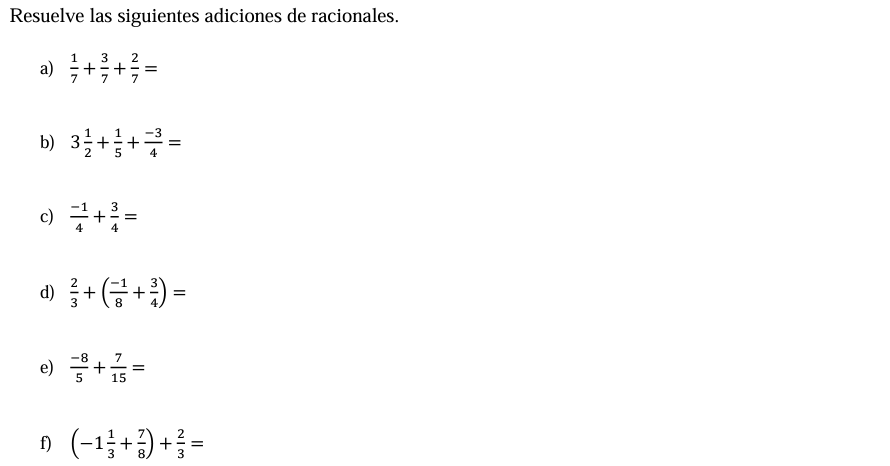 Resuelve las siguientes adiciones de racionales.
a) 1/7 + 3/7 + 2/7 =
b) 3 1/2 + 1/5 + −3/4 =
c) −1/4 + 3/4 =
d) 2/3 + (−1/8 + 3/4) =
e) −8/5 + 7/15 =
f) (−1 1/3 + 7/8) + 2/3 =